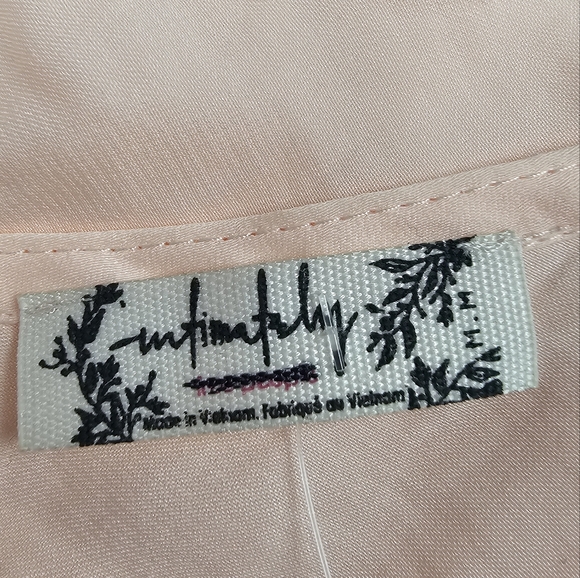 intimately
Made in Vietnam. Fabriqué au Vietnam
M.M